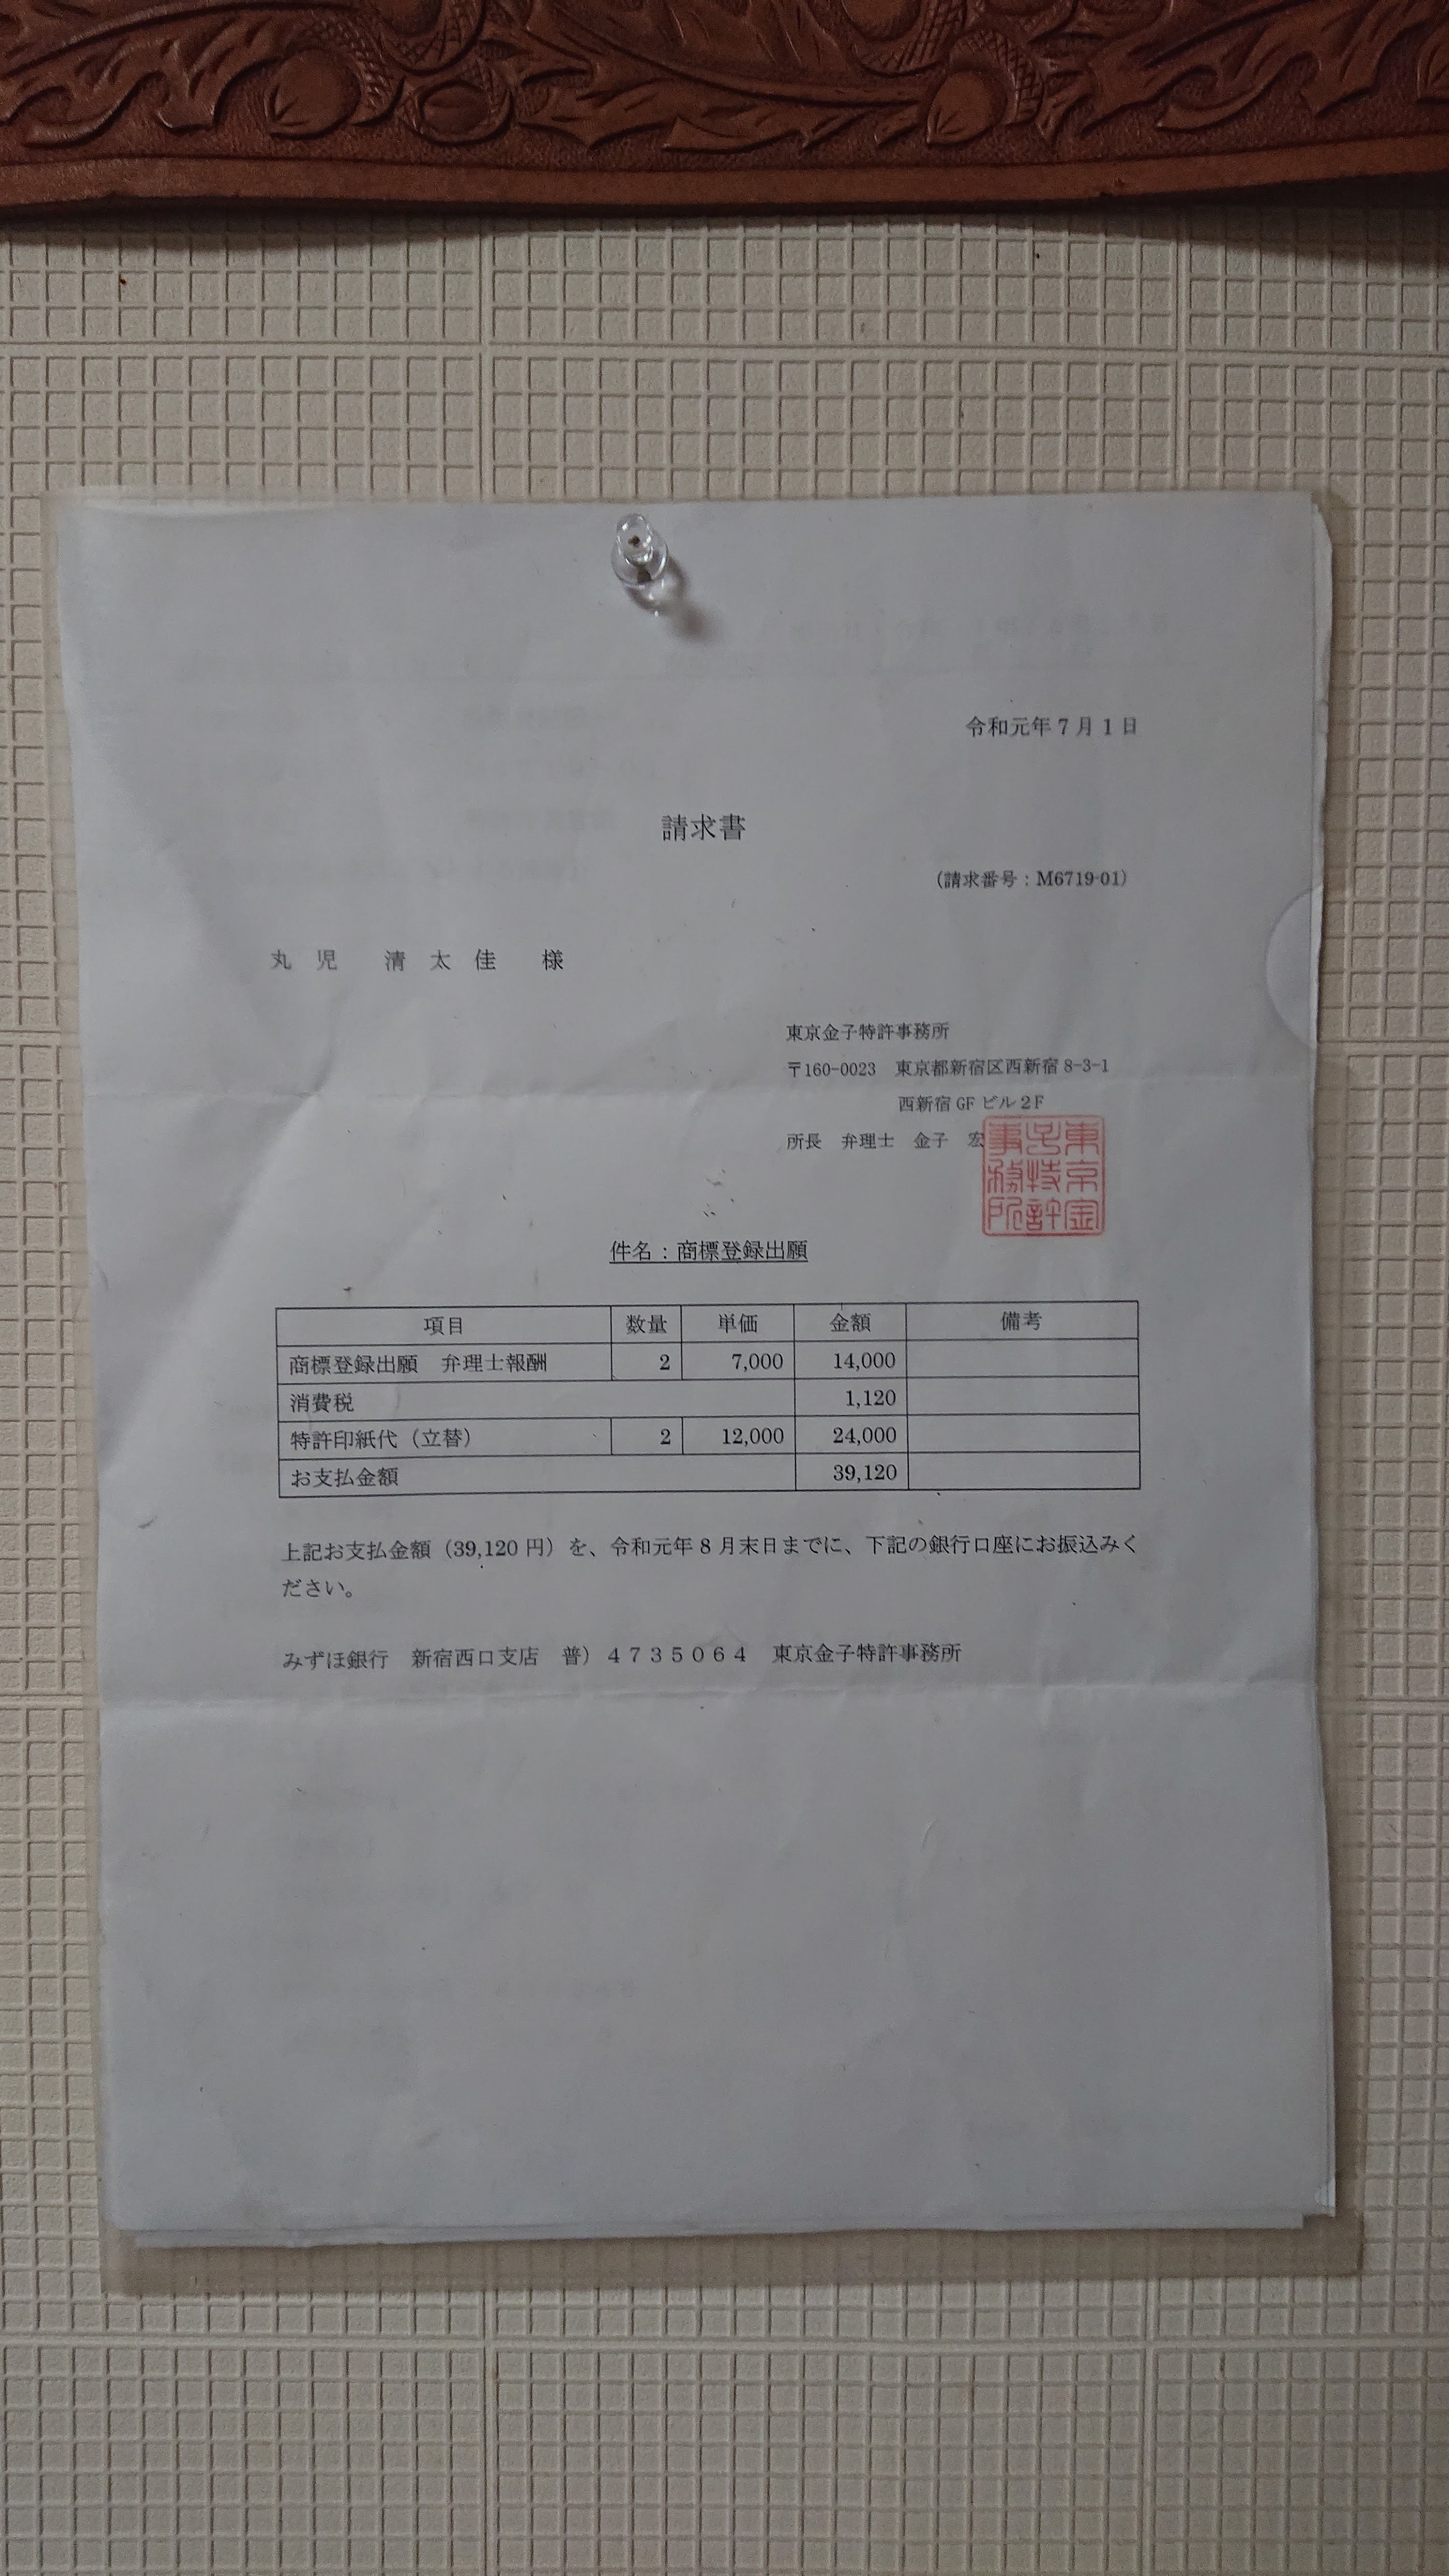 令和元年7月1日
請求書
(請求番号：M6719-01)
丸 児 清 太 佳 様
東京金子特許事務所
〒160-0023 東京都新宿区西新宿 8-3-1
西新宿 GF ビル 2F
所長 弁理士 金子 宏
東京金子特許事務所
件名：商標登録出願
項目 数量 単価 金額 備考
商標登録出願 弁理士報酬 2 7,000 14,000
消費税 1,120
特許印紙代（立替） 2 12,000 24,000
お支払金額 39,120
上記お支払金額（39,120 円）を、令和元年 8 月末日までに、下記の銀行口座にお振込みく
ださい。
みずほ銀行 新宿西口支店 普）４７３５０６４ 東京金子特許事務所